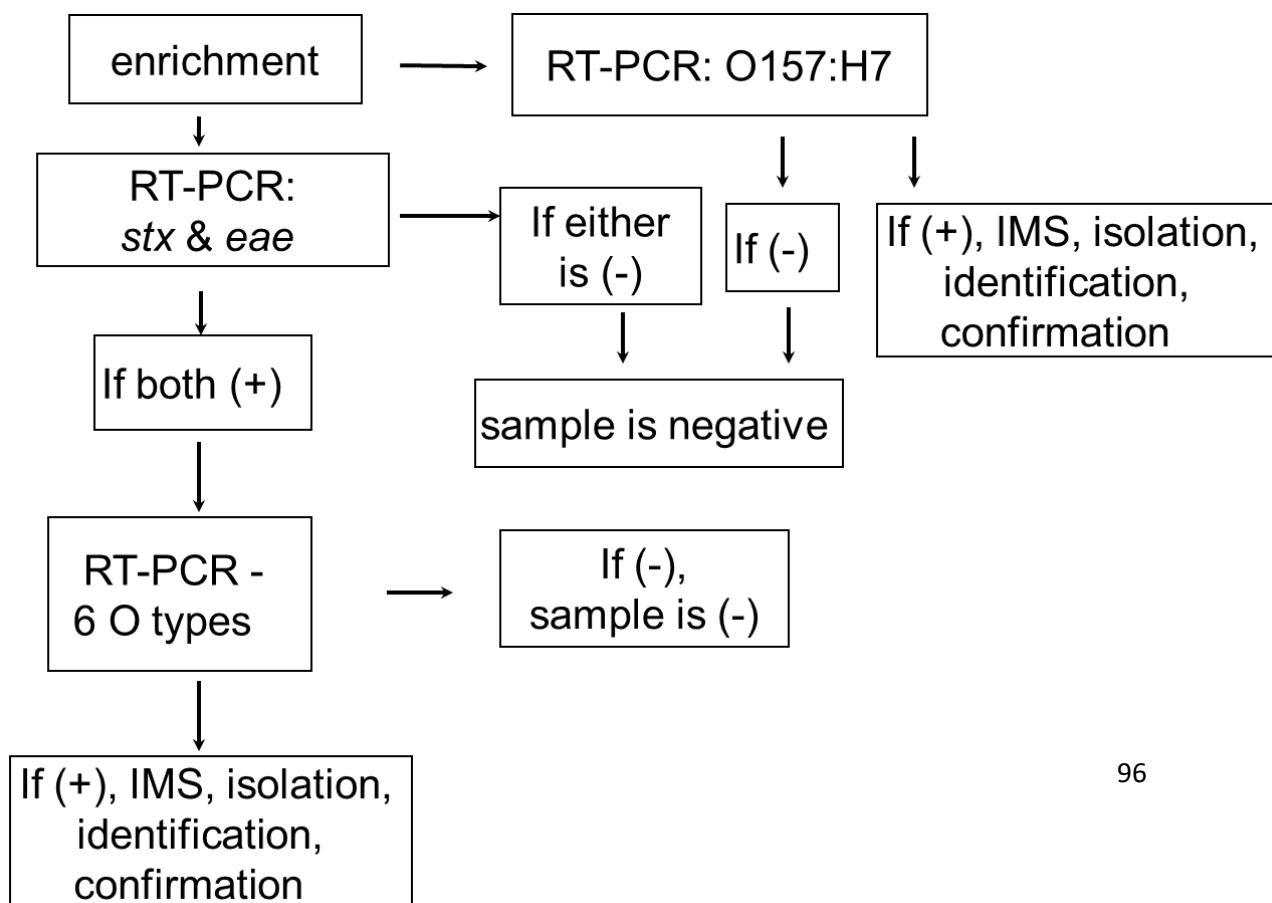 enrichment
RT-PCR: O157:H7
RT-PCR:
stx & eae
If either
is (-)
If (-)
If (+), IMS, isolation,
identification,
confirmation
If both (+)
sample is negative
RT-PCR -
6 O types
If (-),
sample is (-)
If (+), IMS, isolation,
identification,
confirmation
96